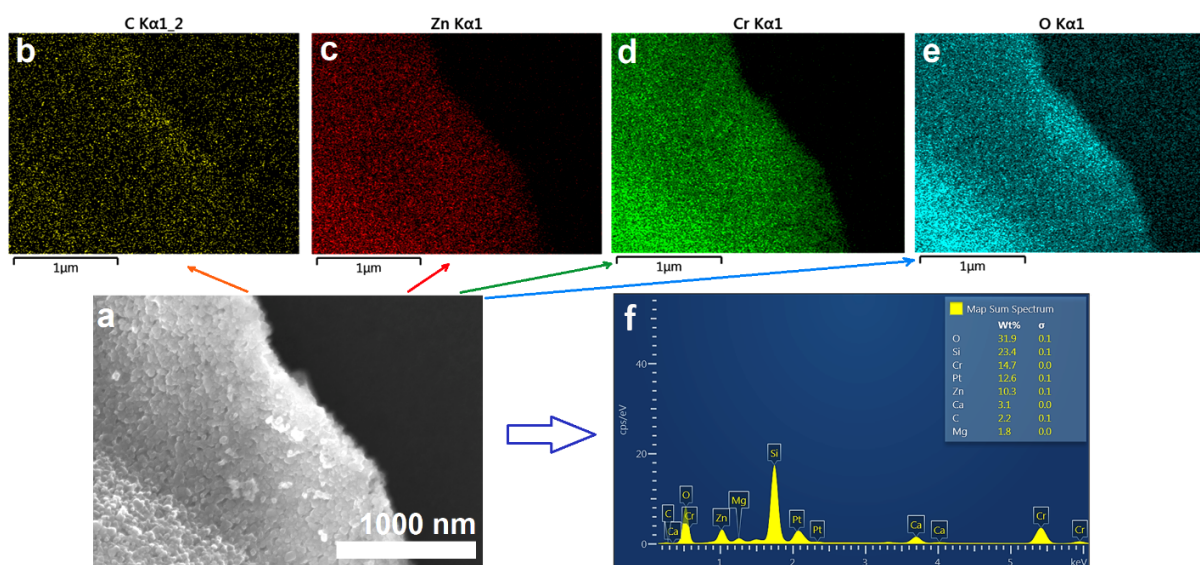 C Kα1_2
Zn Kα1
Cr Kα1
O Kα1
b
c
d
e
1µm
1µm
1µm
1µm
a
1000 nm
f
Map Sum Spectrum
Wt% σ
O 31.9 0.1
Si 23.4 0.1
Cr 14.7 0.0
Pt 12.6 0.1
Zn 10.3 0.1
Ca 3.1 0.0
C 2.2 0.1
Mg 1.8 0.0
cps/eV
40
20
0
C
Ca
O
Cr
Zn
Mg
Si
Pt
Pt
Ca
Ca
Cr
Cr
1
2
3
4
5
keV